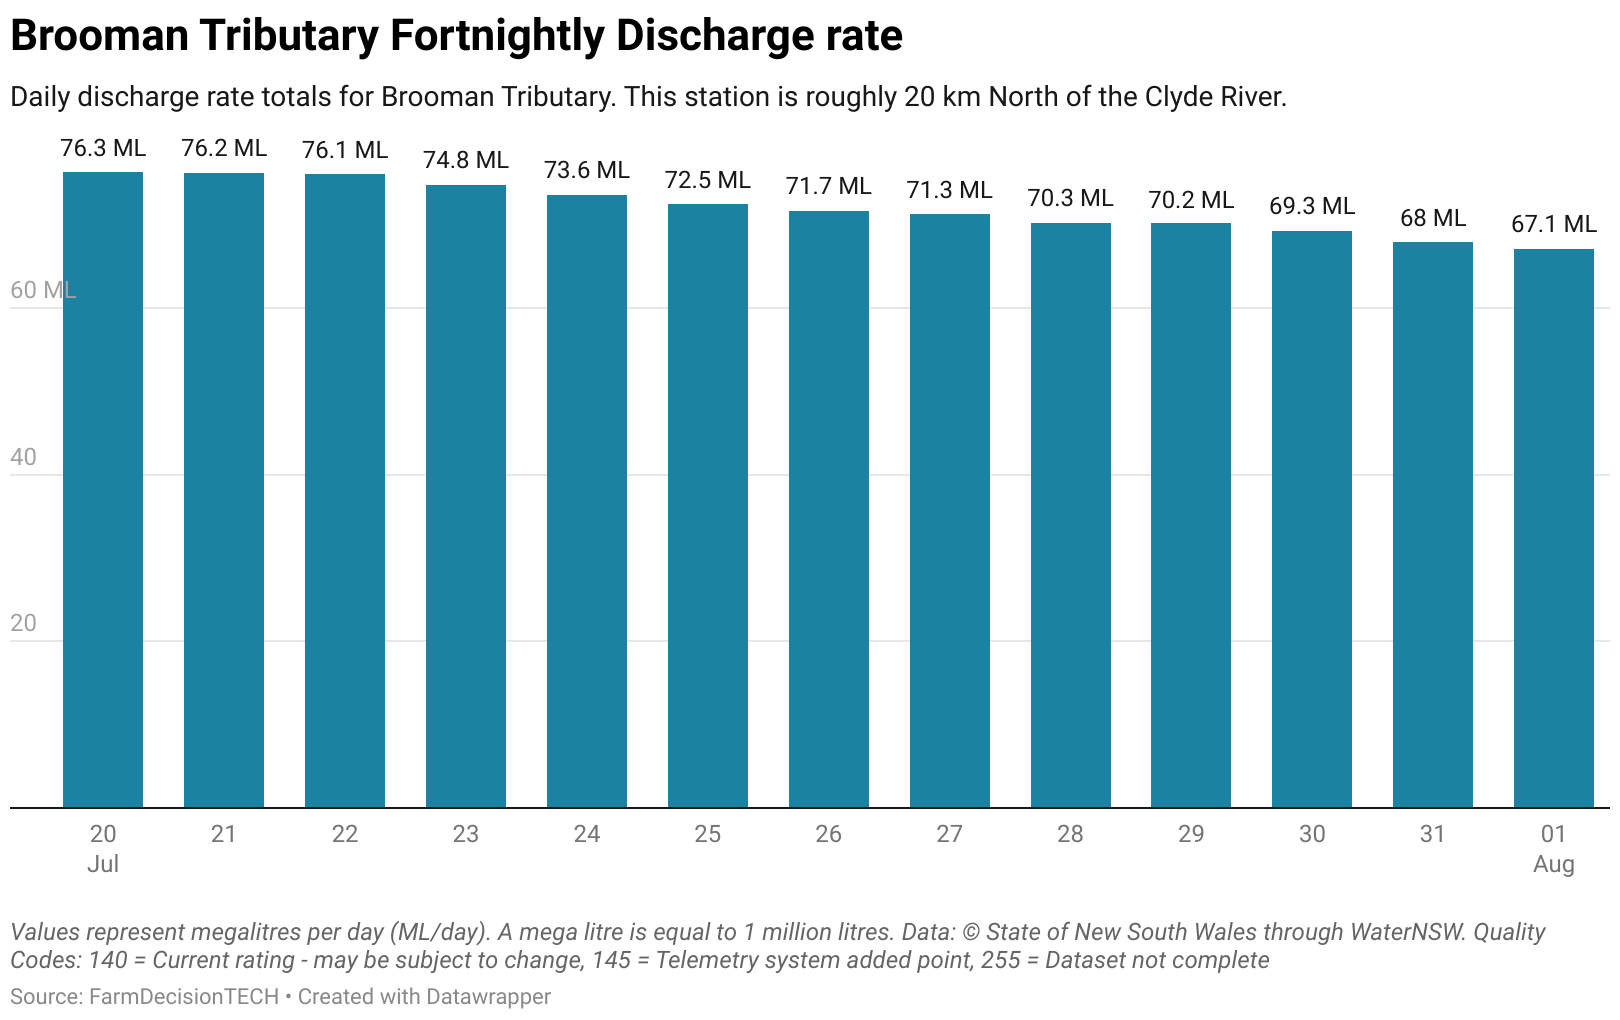 Brooman Tributary Fortnightly Discharge rate
Daily discharge rate totals for Brooman Tributary. This station is roughly 20 km North of the Clyde River.
76.3 ML 76.2 ML 76.1 ML 74.8 ML 73.6 ML 72.5 ML 71.7 ML 71.3 ML 70.3 ML 70.2 ML 69.3 ML 68 ML 67.1 ML
60 ML
40
20
20 21 22 23 24 25 26 27 28 29 30 31 01
Jul Aug
Values represent megalitres per day (ML/day). A mega litre is equal to 1 million litres. Data: © State of New South Wales through WaterNSW. Quality
Codes: 140 = Current rating - may be subject to change, 145 = Telemetry system added point, 255 = Dataset not complete
Source: FarmDecisionTECH • Created with Datawrapper